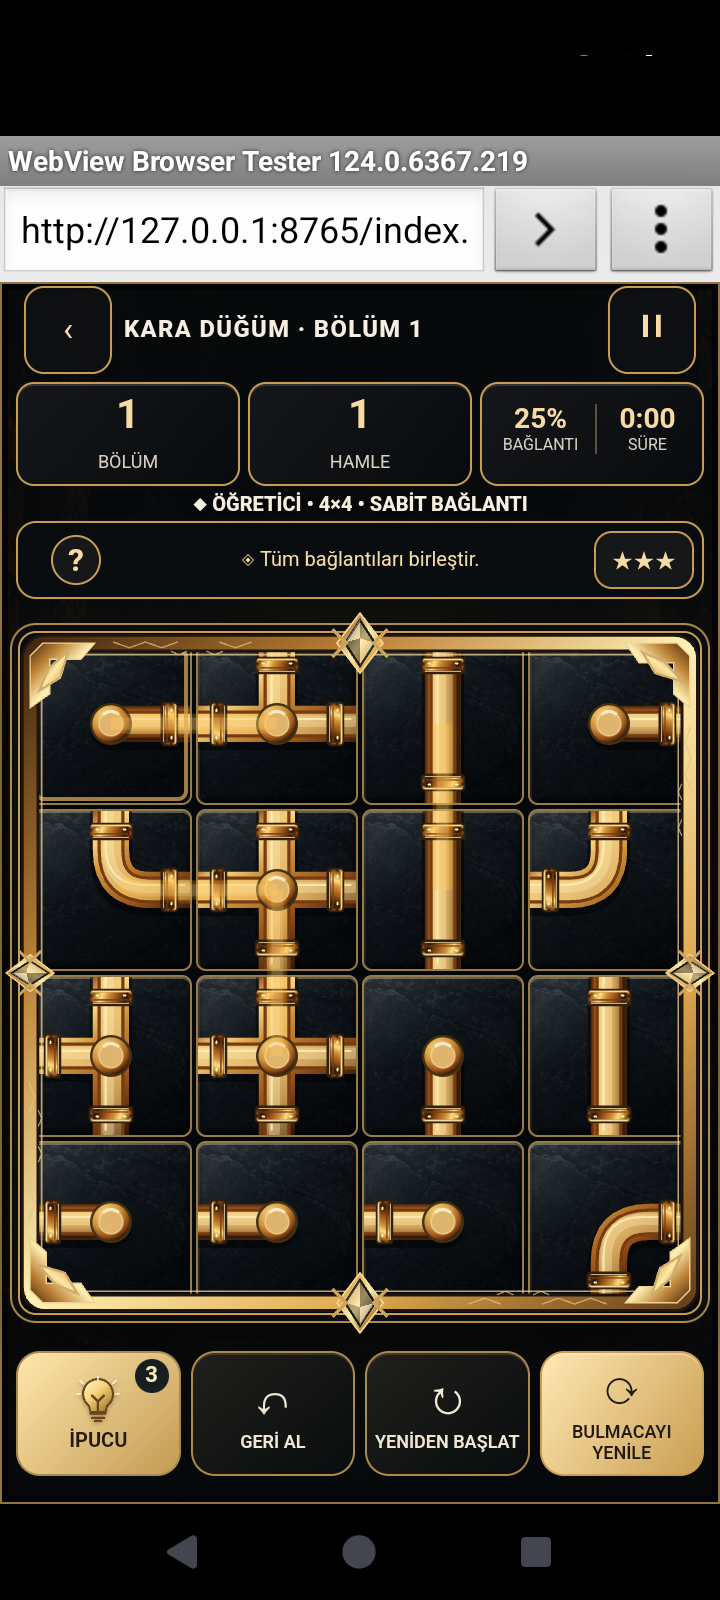 WebView Browser Tester 124.0.6367.219
http://127.0.0.1:8765/index.
KARA DÜĞÜM · BÖLÜM 1
1
BÖLÜM
1
HAMLE
25%
BAĞLANTI
0:00
SÜRE
◆ ÖĞRETİCİ • 4×4 • SABİT BAĞLANTI
?
◈ Tüm bağlantıları birleştir.
★★★
3
İPUCU
GERİ AL
YENİDEN BAŞLAT
BULMACAYI
YENİLE